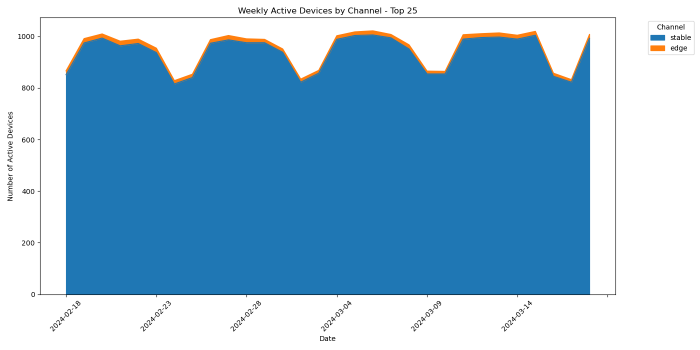 Weekly Active Devices by Channel - Top 25
Channel
stable
edge
Number of Active Devices
1000
800
600
400
200
0
2024-02-18
2024-02-23
2024-02-28
2024-03-04
2024-03-09
2024-03-14
Date